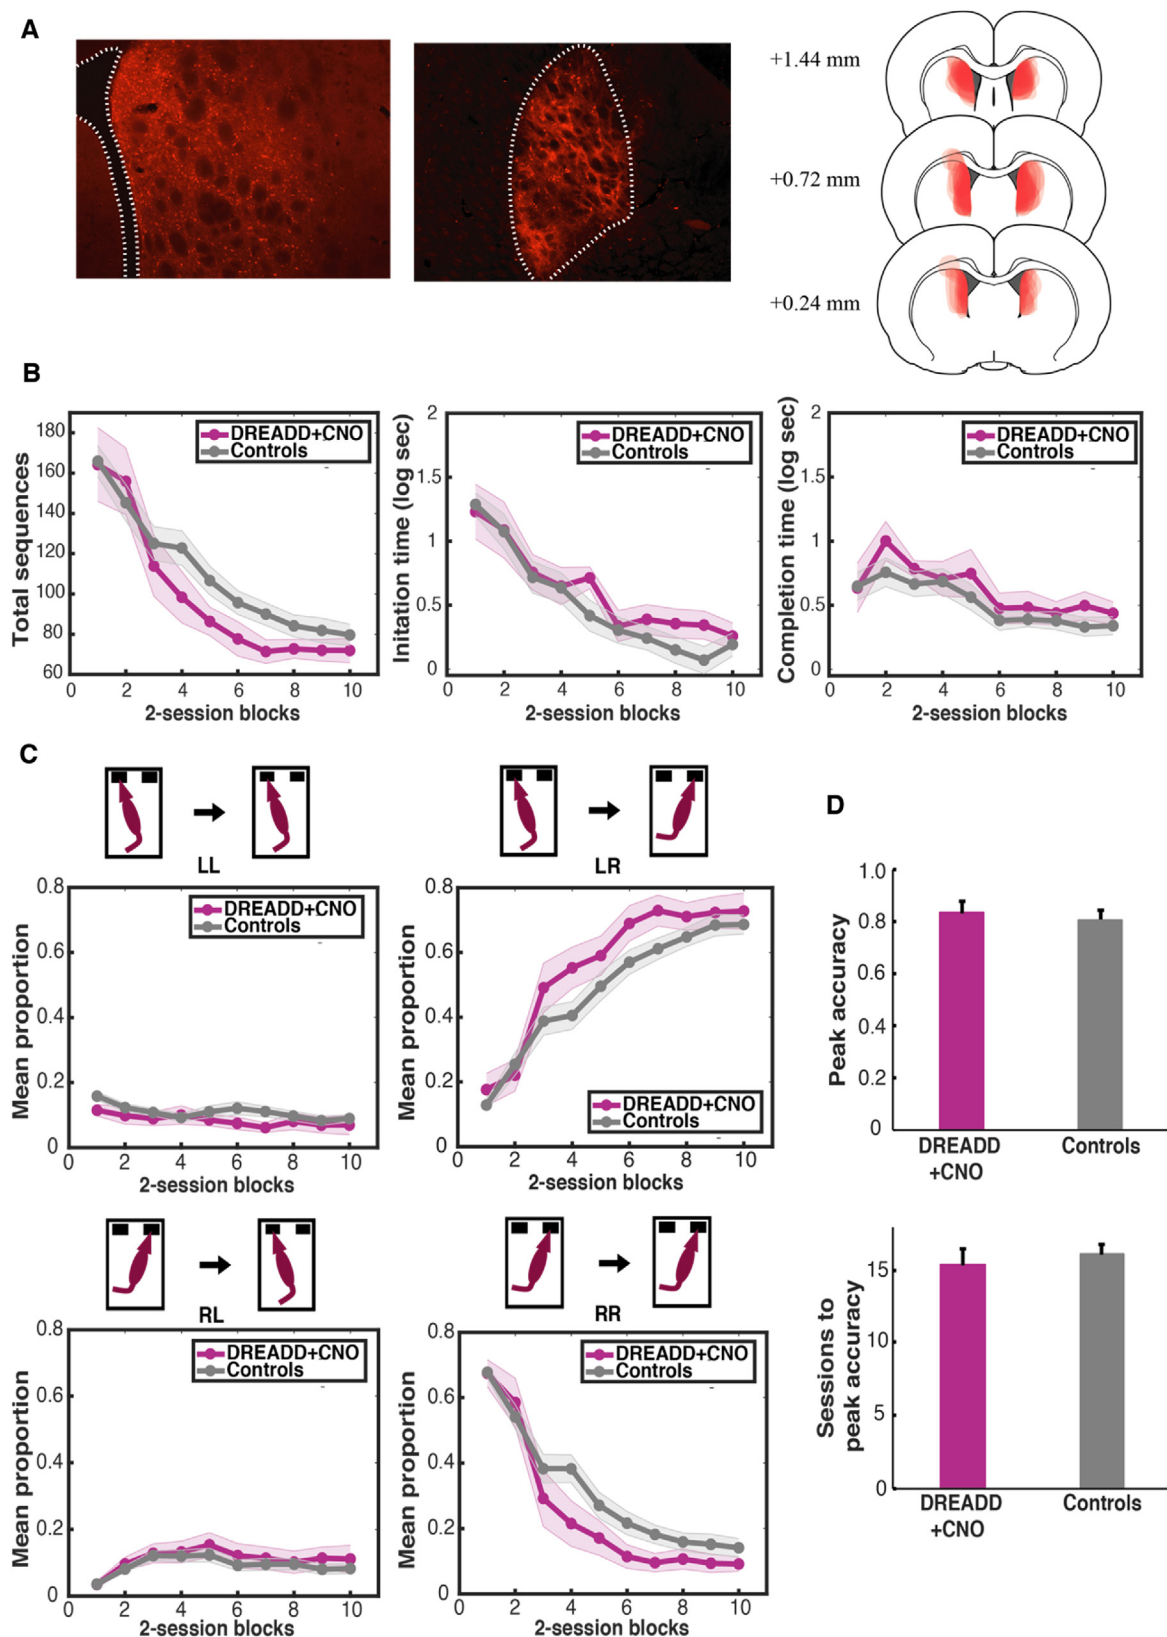 A
+1.44 mm
+0.72 mm
+0.24 mm
B
Total sequences
180
160
140
120
100
80
60
DREADD+CNO
Controls
0 2 4 6 8 10
2-session blocks
Initation time (log sec)
2
1.5
1
0.5
0
DREADD+CNO
Controls
0 2 4 6 8 10
2-session blocks
Completion time (log sec)
2
1.5
1
0.5
0
DREADD+CNO
Controls
0 2 4 6 8 10
2-session blocks
C
LL
Mean proportion
0.8
0.6
0.4
0.2
0
DREADD+CNO
Controls
0 2 4 6 8 10
2-session blocks
LR
Mean proportion
0.8
0.6
0.4
0.2
0
DREADD+CNO
Controls
0 2 4 6 8 10
2-session blocks
RL
Mean proportion
0.8
0.6
0.4
0.2
0
DREADD+CNO
Controls
0 2 4 6 8 10
2-session blocks
RR
Mean proportion
0.8
0.6
0.4
0.2
0
DREADD+CNO
Controls
0 2 4 6 8 10
2-session blocks
D
Peak accuracy
1.0
0.8
0.6
0.4
0.2
0
DREADD
+CNO
Controls
Sessions to
peak accuracy
15
10
5
0
DREADD
+CNO
Controls